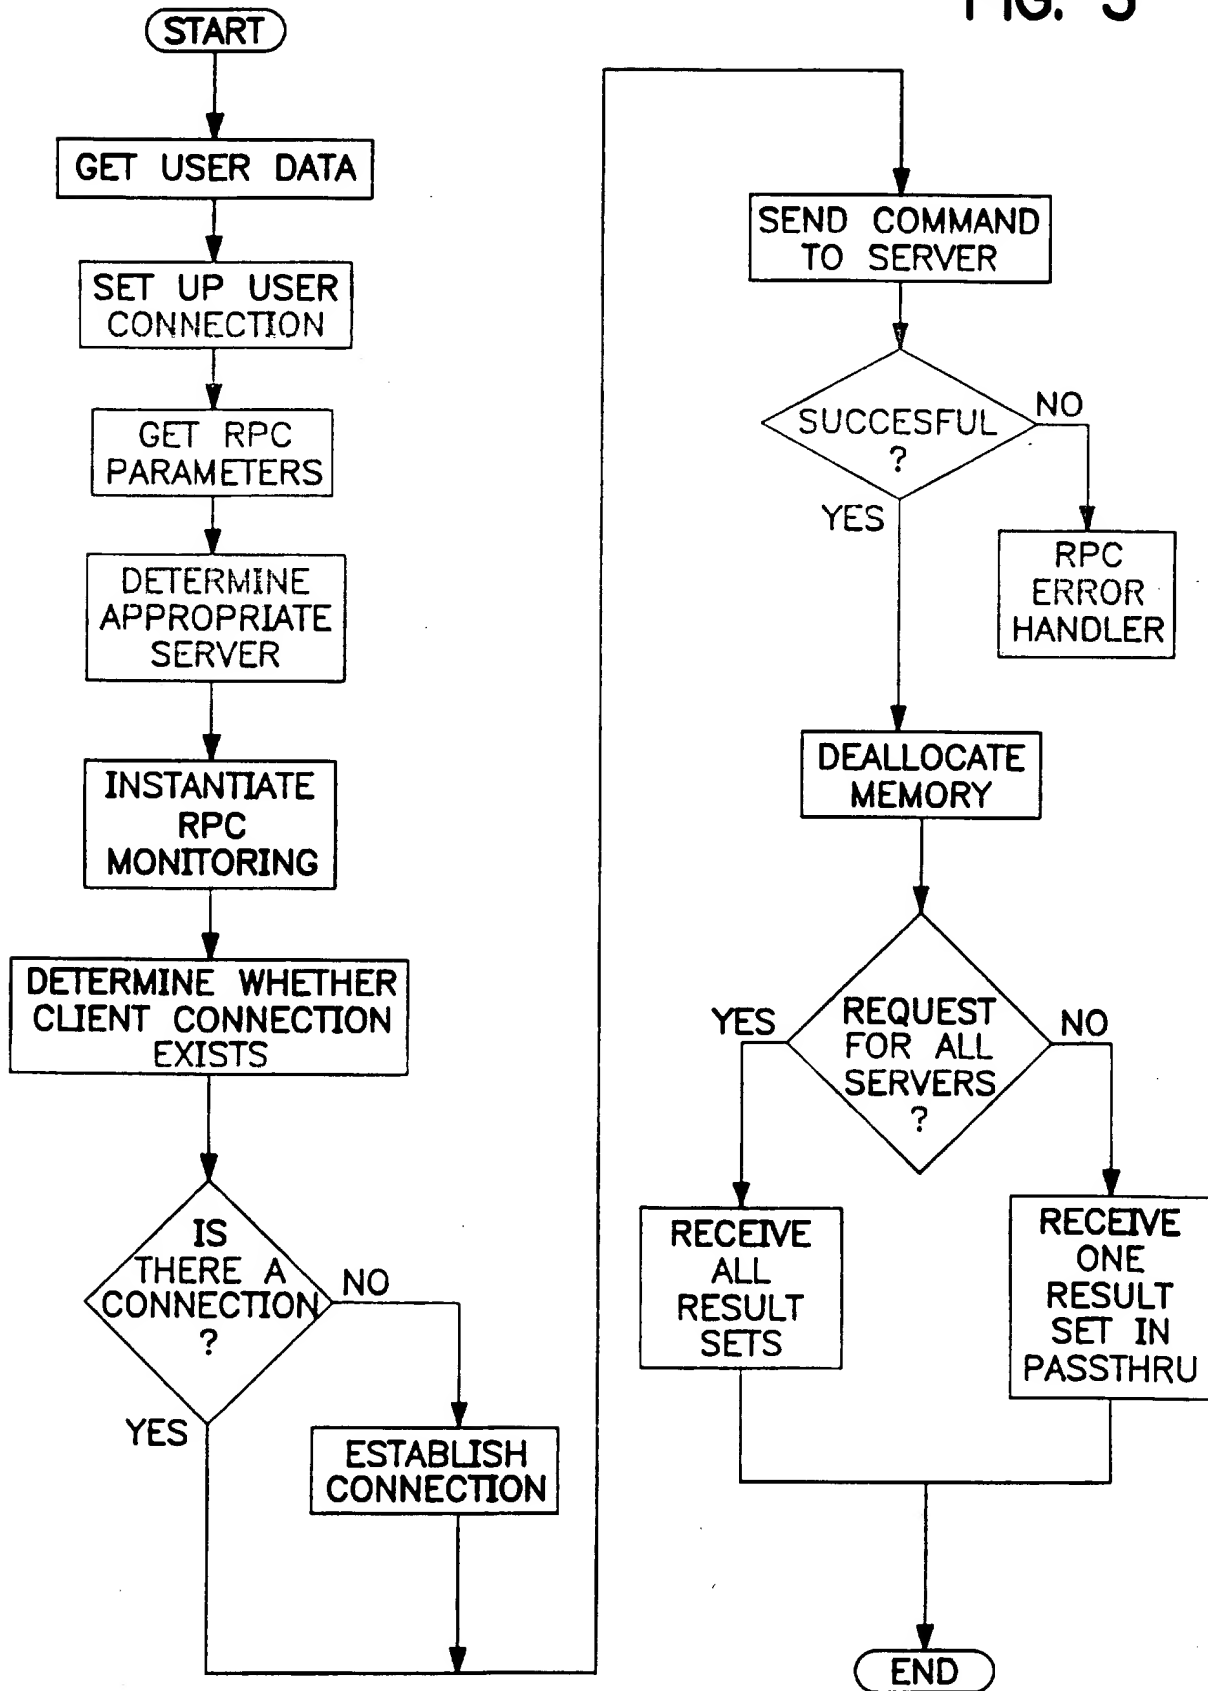 FIG. 3
START
GET USER DATA
SET UP USER
CONNECTION
GET RPC
PARAMETERS
DETERMINE
APPROPRIATE
SERVER
INSTANTIATE
RPC
MONITORING
DETERMINE WHETHER
CLIENT CONNECTION
EXISTS
IS
THERE A
CONNECTION
?
NO
YES
ESTABLISH
CONNECTION
SEND COMMAND
TO SERVER
SUCCESFUL
?
NO
YES
RPC
ERROR
HANDLER
DEALLOCATE
MEMORY
REQUEST
FOR ALL
SERVERS
?
YES
NO
RECEIVE
ALL
RESULT
SETS
RECEIVE
ONE
RESULT
SET IN
PASSTHRU
END